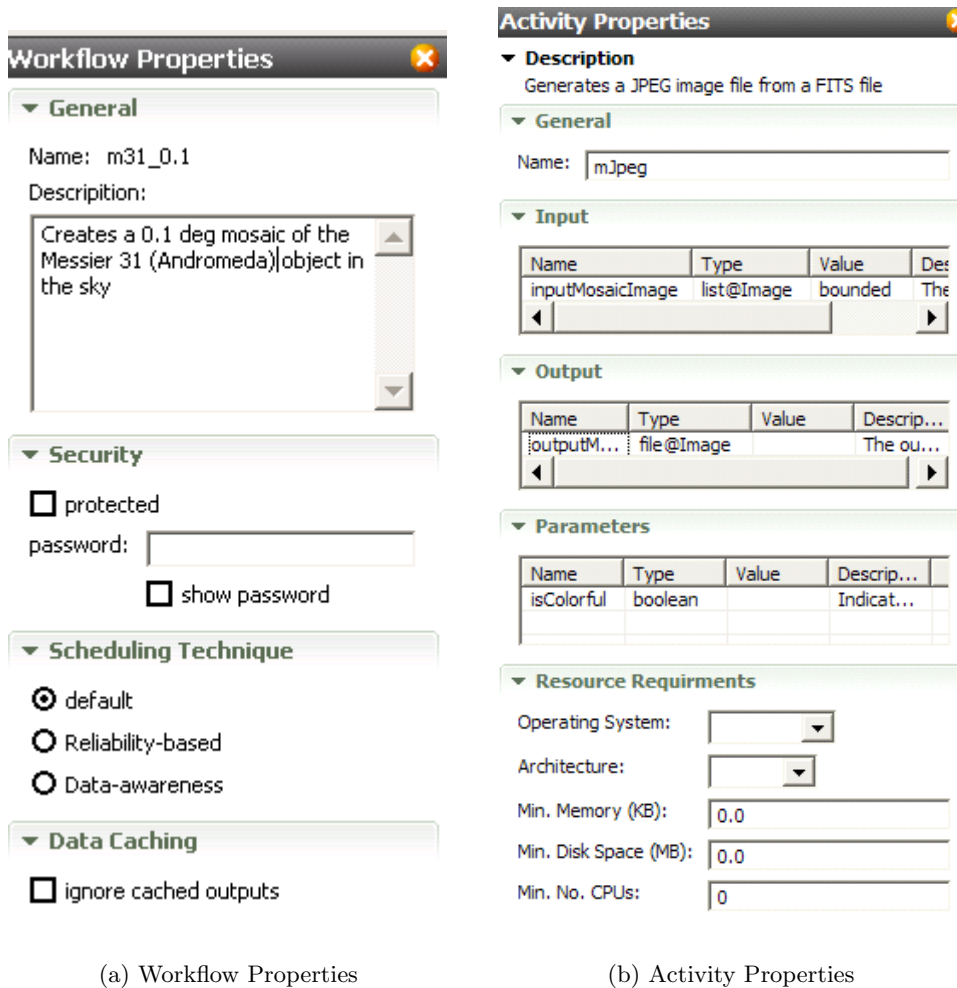 Workflow Properties
General
Name: m31_0.1
Descripition:
Creates a 0.1 deg mosaic of the
Messier 31 (Andromeda) object in
the sky
Security
protected
password:
show password
Scheduling Technique
default
Reliability-based
Data-awareness
Data Caching
ignore cached outputs
(a) Workflow Properties
Activity Properties
Description
Generates a JPEG image file from a FITS file
General
Name: mJpeg
Input
Name Type Value Des
inputMosaicImage list@Image bounded The
Output
Name Type Value Descrip...
outputM... file@Image The ou...
Parameters
Name Type Value Descrip...
isColorful boolean Indicat...
Resource Requirments
Operating System:
Architecture:
Min. Memory (KB): 0.0
Min. Disk Space (MB): 0.0
Min. No. CPUs: 0
(b) Activity Properties